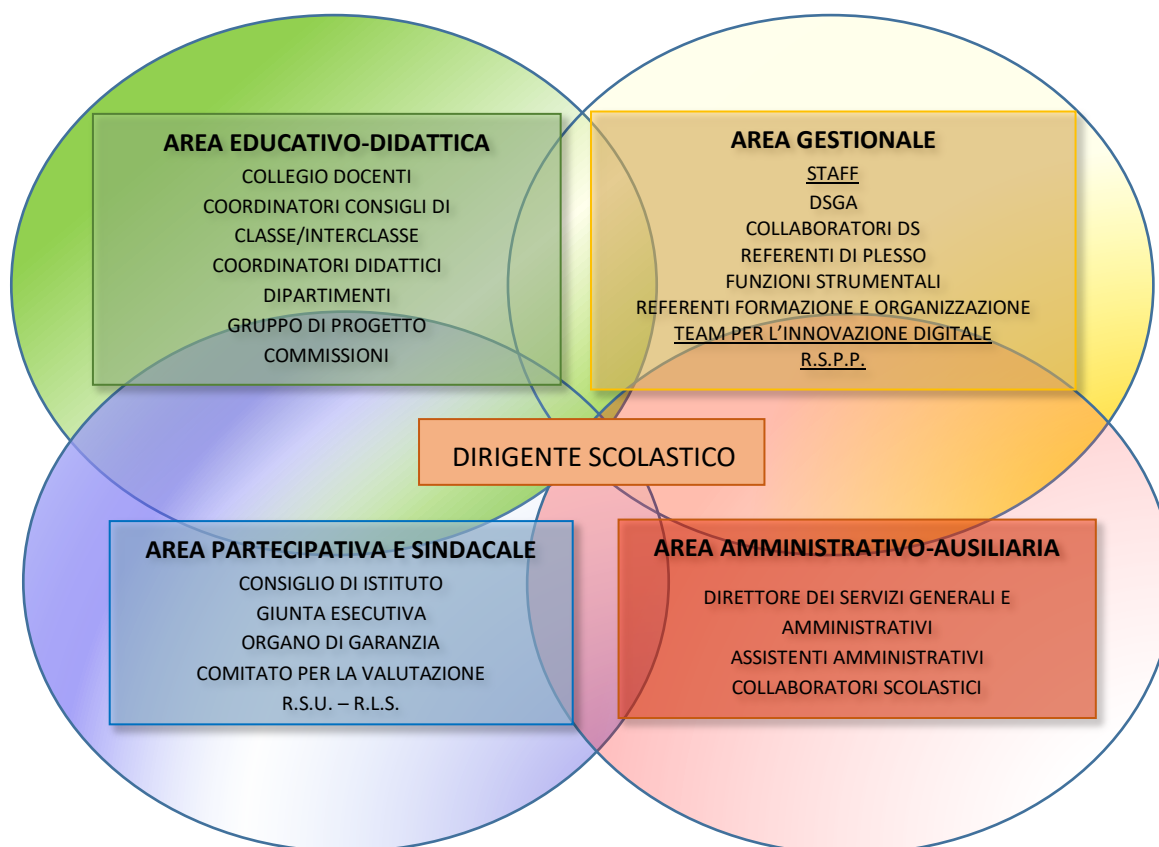 AREA EDUCATIVO-DIDATTICA
COLLEGIO DOCENTI
COORDINATORI CONSIGLI DI
CLASSE/INTERCLASSE
COORDINATORI DIDATTICI
DIPARTIMENTI
GRUPPO DI PROGETTO
COMMISSIONI
AREA GESTIONALE
STAFF
DSGA
COLLABORATORI DS
REFERENTI DI PLESSO
FUNZIONI STRUMENTALI
REFERENTI FORMAZIONE E ORGANIZZAZIONE
TEAM PER L’INNOVAZIONE DIGITALE
R.S.P.P.
DIRIGENTE SCOLASTICO
AREA PARTECIPATIVA E SINDACALE
CONSIGLIO DI ISTITUTO
GIUNTA ESECUTIVA
ORGANO DI GARANZIA
COMITATO PER LA VALUTAZIONE
R.S.U. – R.L.S.
AREA AMMINISTRATIVO-AUSILIARIA
DIRETTORE DEI SERVIZI GENERALI E
AMMINISTRATIVI
ASSISTENTI AMMINISTRATIVI
COLLABORATORI SCOLASTICI